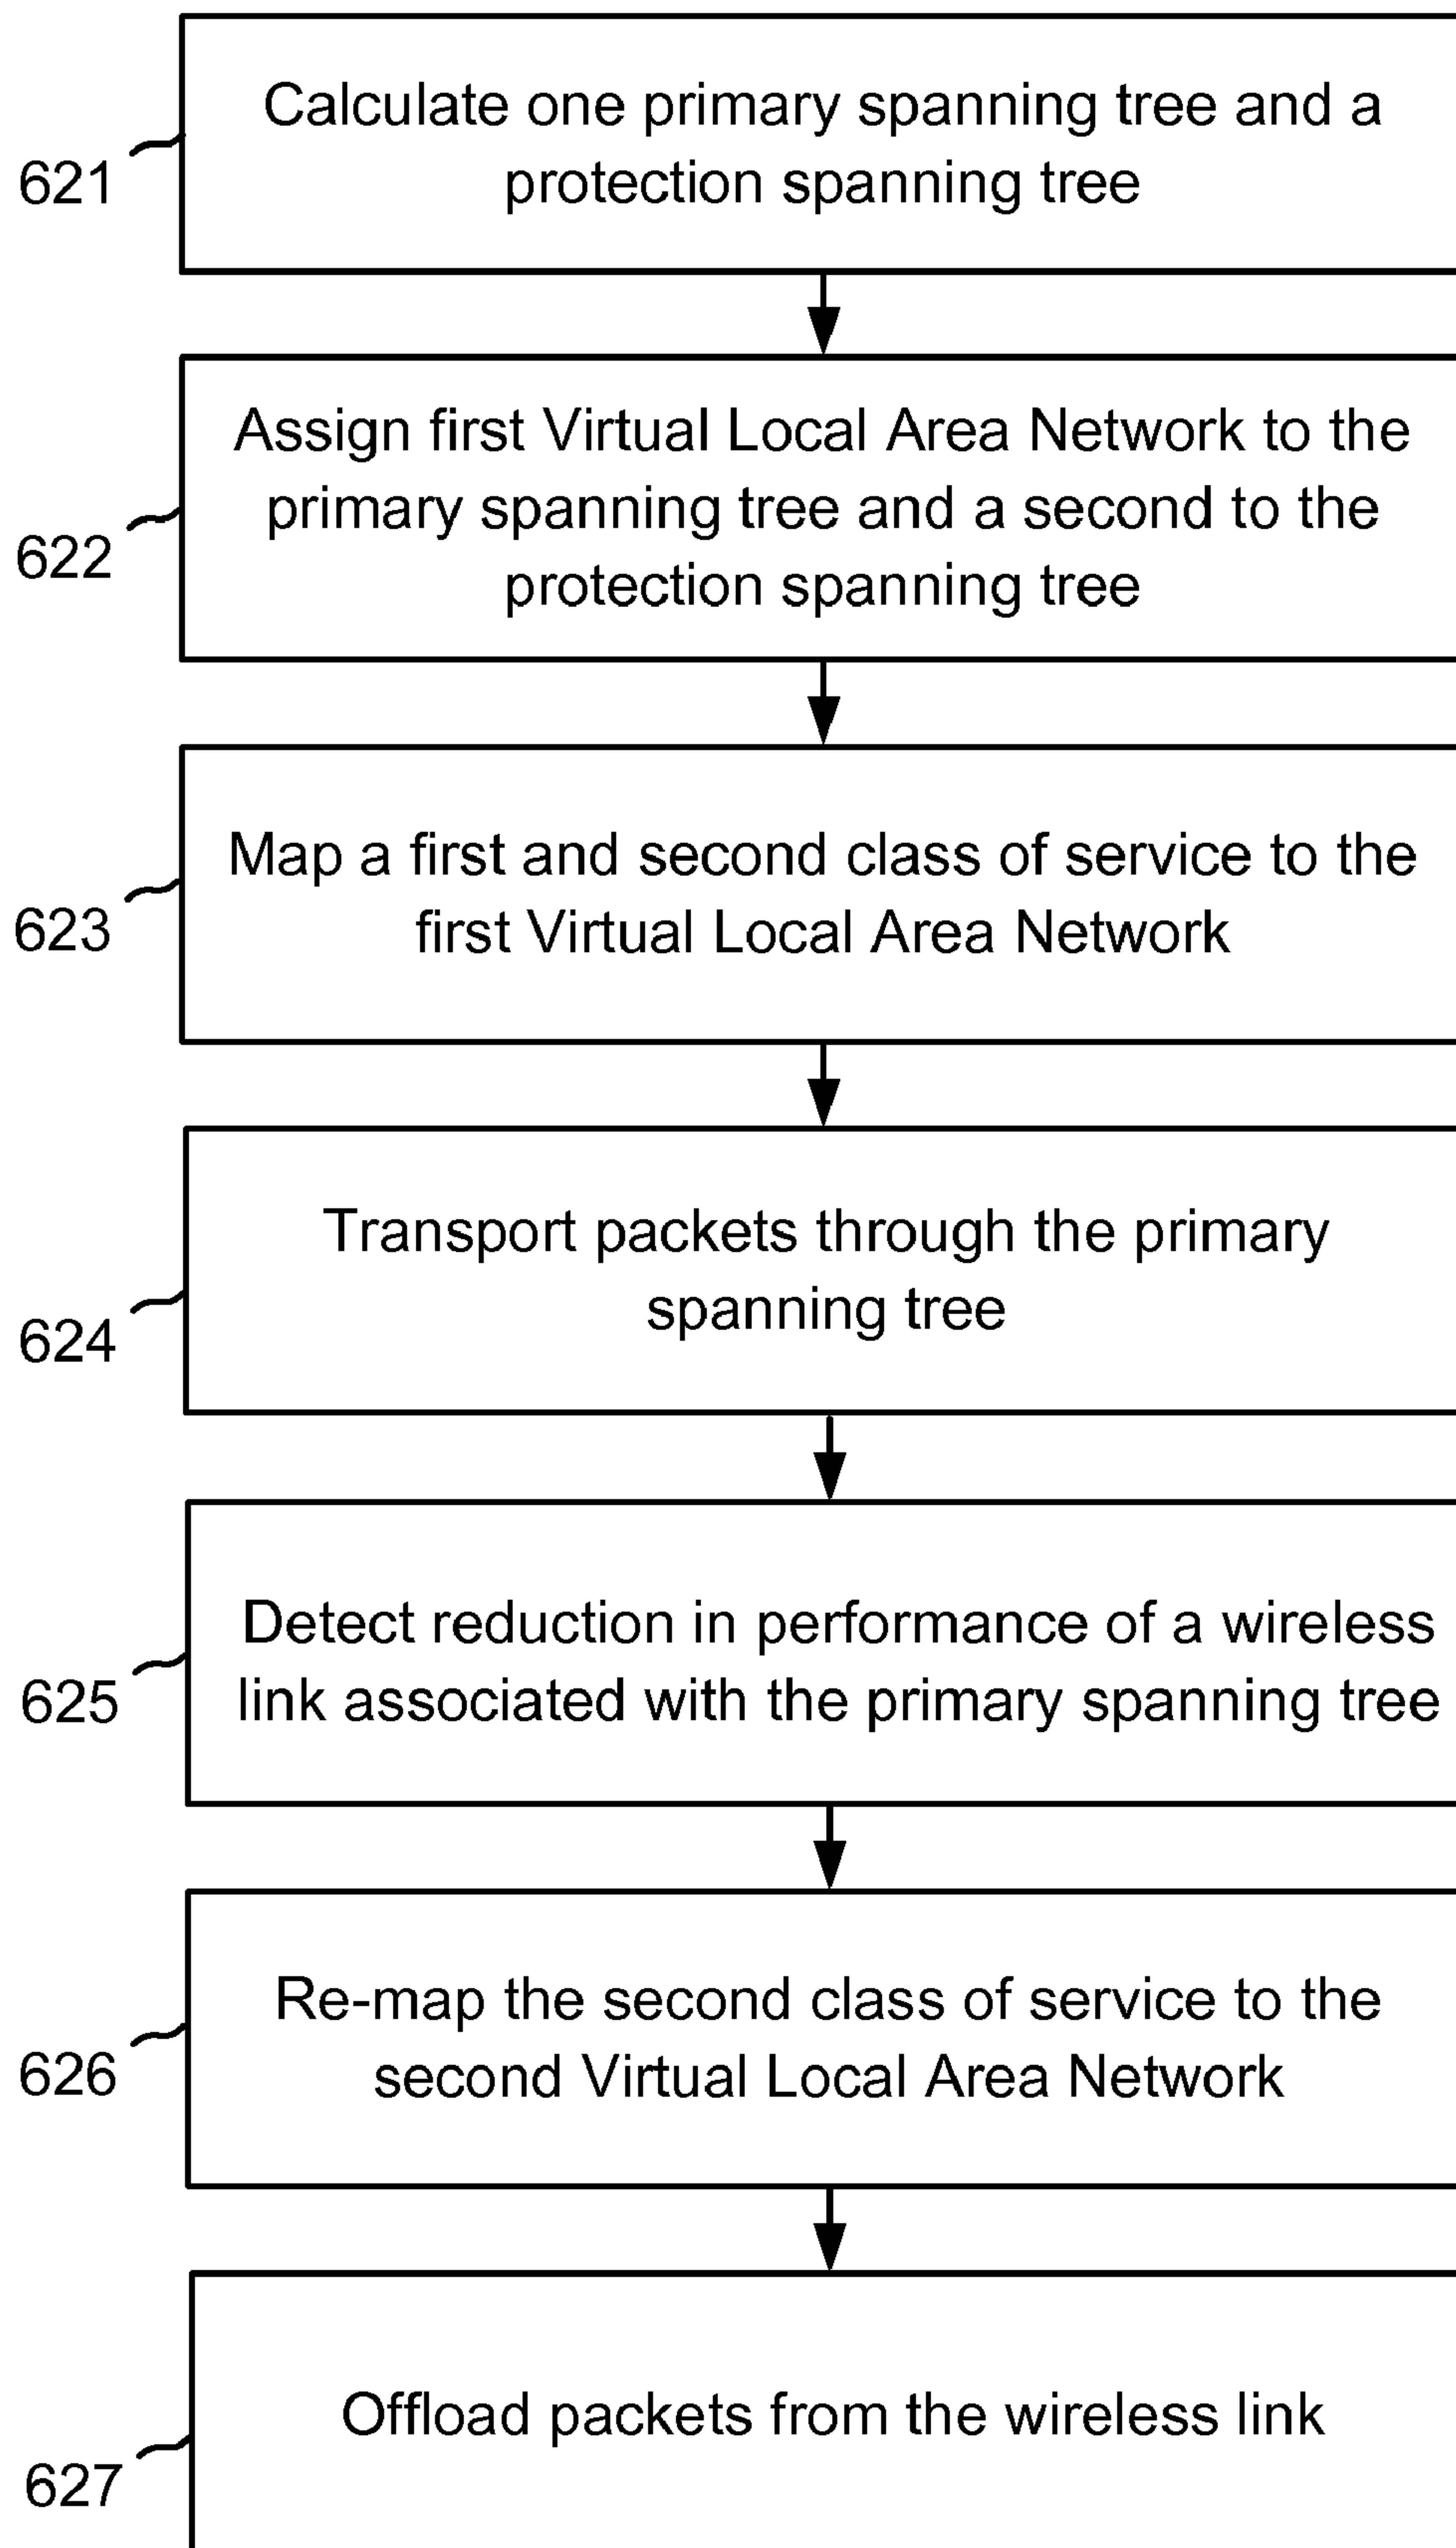 Calculate one primary spanning tree and a
protection spanning tree
621
Assign first Virtual Local Area Network to the
primary spanning tree and a second to the
protection spanning tree
622
Map a first and second class of service to the
first Virtual Local Area Network
623
Transport packets through the primary
spanning tree
624
Detect reduction in performance of a wireless
link associated with the primary spanning tree
625
Re-map the second class of service to the
second Virtual Local Area Network
626
Offload packets from the wireless link
627